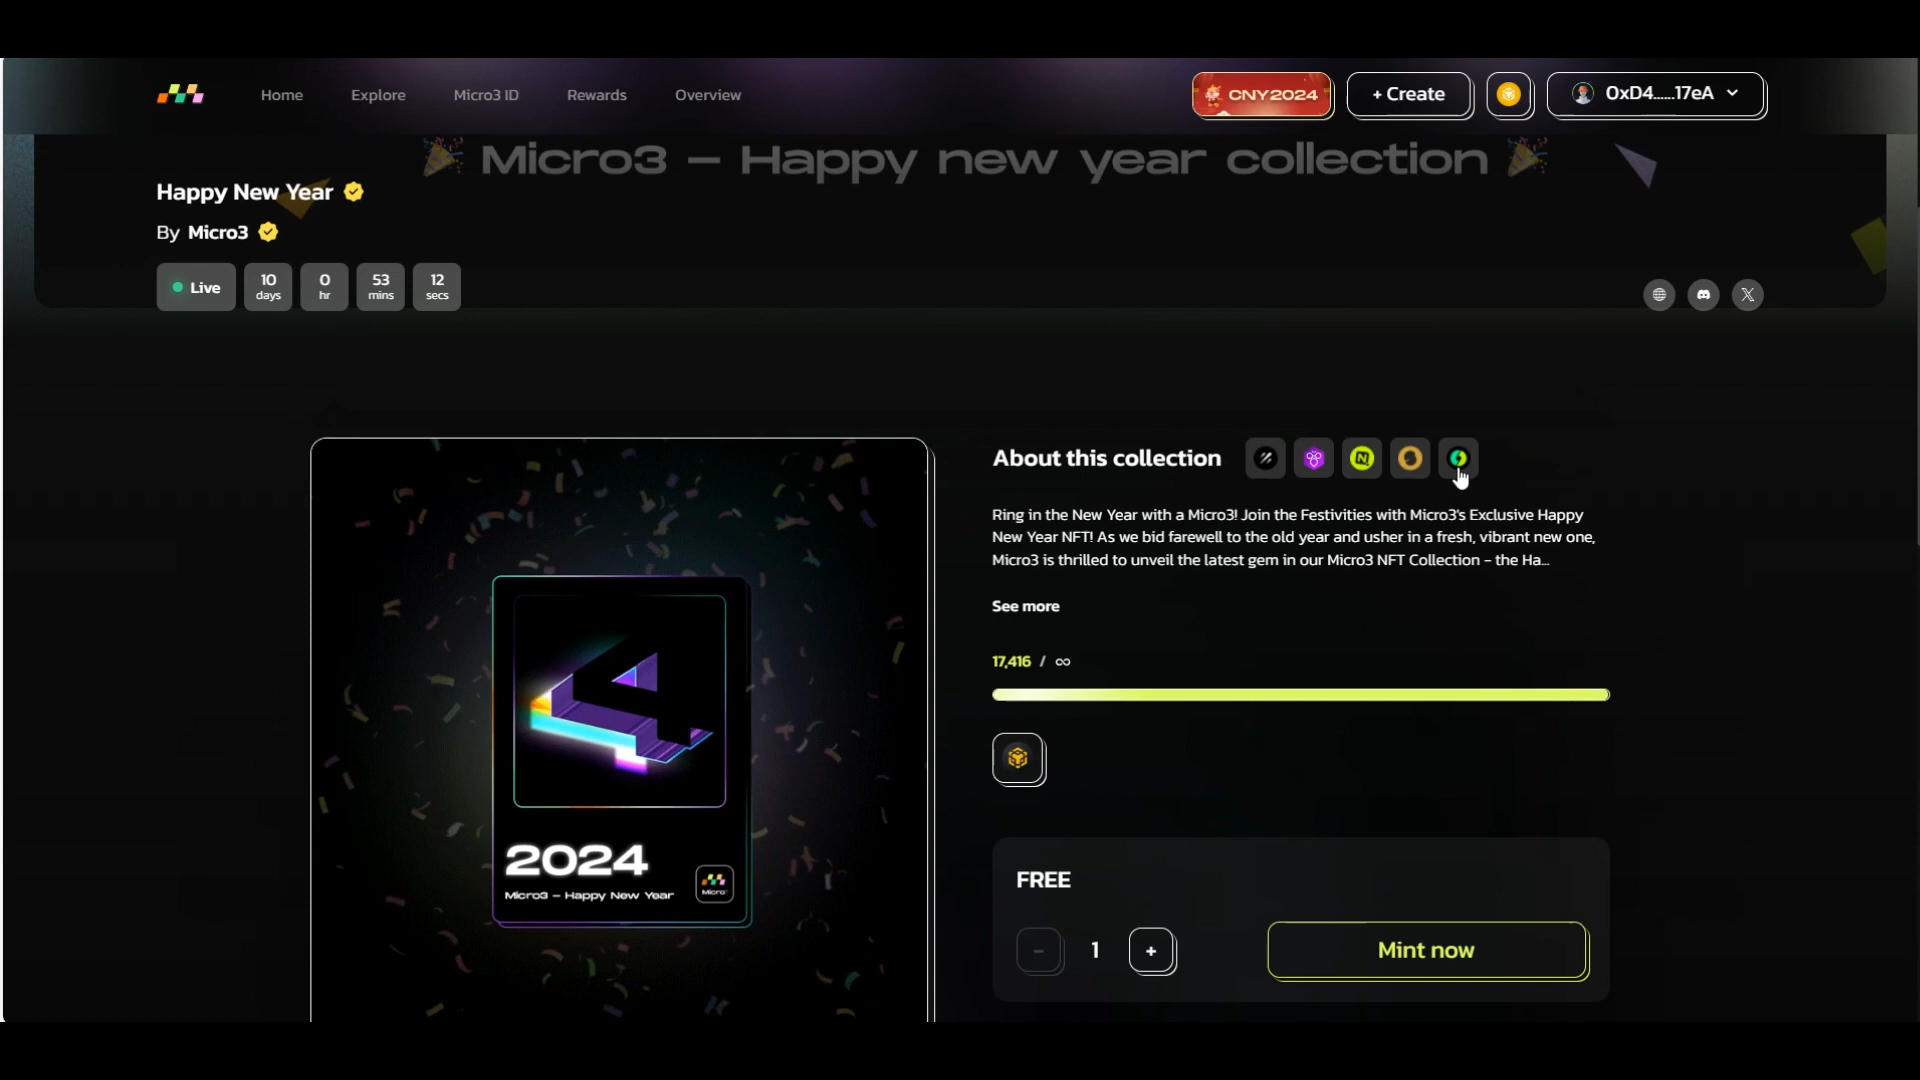 Home
Explore
Micro3 ID
Rewards
Overview
CNY2024
+ Create
0xD4......17eA
Micro3 – Happy new year collection
Happy New Year
By Micro3
Live
10 days
0 hr
53 mins
12 secs
About this collection
Ring in the New Year with a Micro3! Join the Festivities with Micro3's Exclusive Happy
New Year NFT! As we bid farewell to the old year and usher in a fresh, vibrant new one,
Micro3 is thrilled to unveil the latest gem in our Micro3 NFT Collection – the Ha...
See more
17,416 / ∞
4
2024
Micro3 – Happy New Year
Micro3
FREE
- 1 +
Mint now